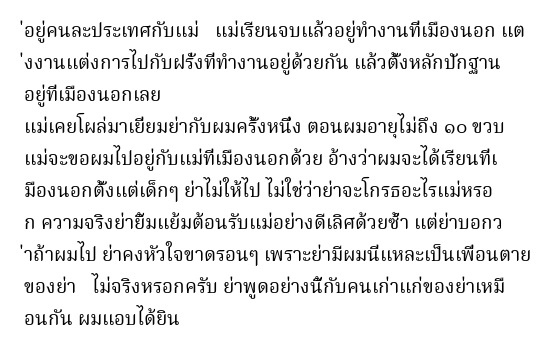 ่อยู่คนละประเทศกับแม่   แม่เรียนจบแล้วอยู่ทำงานที่เมืองนอก แต
่งงานแต่งการไปกับฝรั่งที่ทำงานอยู่ด้วยกัน แล้วตั้งหลักปักฐาน
อยู่ที่เมืองนอกเลย
แม่เคยโผล่มาเยี่ยมย่ากับผมครั้งหนึ่ง ตอนผมอายุไม่ถึง ๑๐ ขวบ
แม่จะขอผมไปอยู่กับแม่ที่เมืองนอกด้วย อ้างว่าผมจะได้เรียนที่เ
มืองนอกตั้งแต่เด็กๆ ย่าไม่ให้ไป ไม่ใช่ว่าย่าจะโกรธอะไรแม่หรอ
ก ความจริงย่ายิ้มแย้มต้อนรับแม่อย่างดีเลิศด้วยซ้ำ แต่ย่าบอกว
่าถ้าผมไป ย่าคงหัวใจขาดรอนๆ เพราะย่ามีผมนี่แหละเป็นเพื่อนตาย
ของย่า   ไม่จริงหรอกครับ ย่าพูดอย่างนี้กับคนเก่าแก่ของย่าเหมื
อนกัน ผมแอบได้ยิน